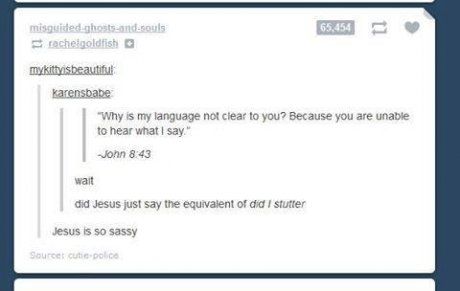 misguided-ghosts-and-souls 65,454
rachelgoldfish
mykittyisbeautiful:
karensbabe:
"Why is my language not clear to you? Because you are unable
to hear what I say."
-John 8:43
wait
did Jesus just say the equivalent of did I stutter
Jesus is so sassy
Source: cutie-police